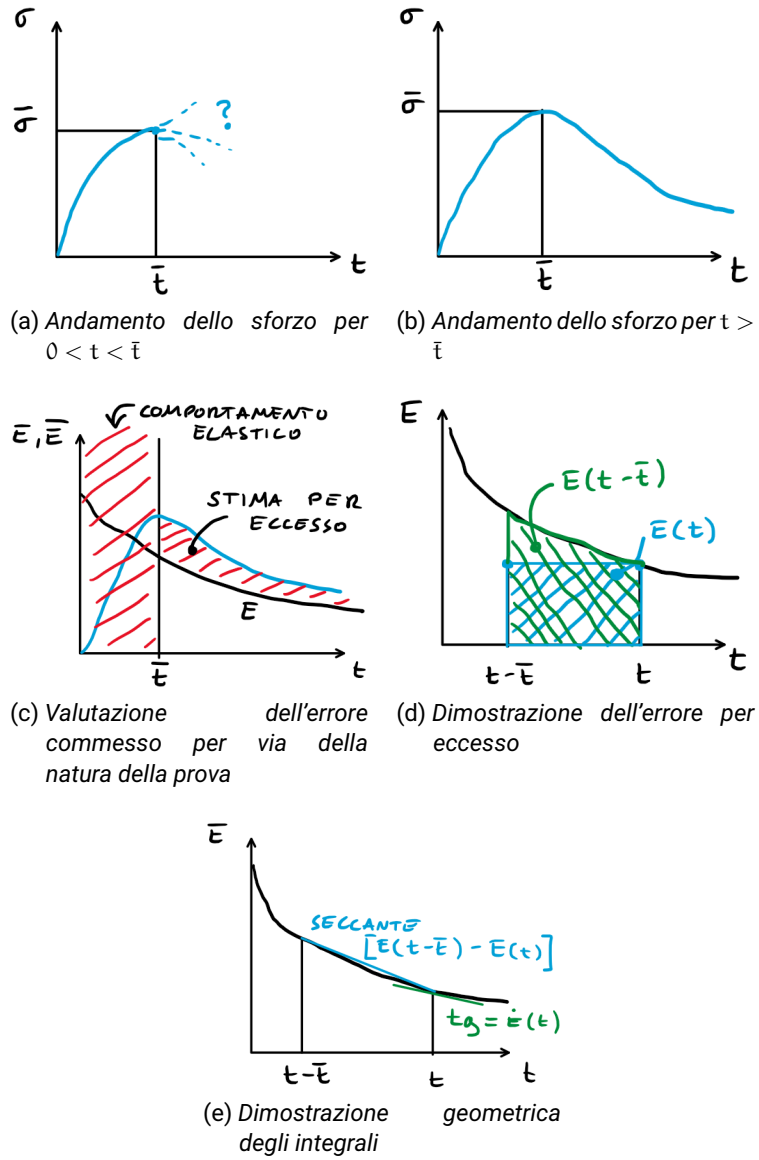 σ
σ̄
?
t̄
t
(a) Andamento dello sforzo per
0 < t < t̄
σ
σ̄
t̄
t
(b) Andamento dello sforzo per t >
t̄
COMPORTAMENTO
ELASTICO
E, Ē
STIMA PER
ECCESSO
E
t̄
t
(c) Valutazione dell'errore
commesso per via della
natura della prova
E
E(t-t̄)
E(t)
t-t̄
t
t
(d) Dimostrazione dell'errore per
eccesso
E
SECCANTE
[E(t-t̄) - E(t)]
tg = Ė(t)
t-t̄
t
t
(e) Dimostrazione geometrica
degli integrali